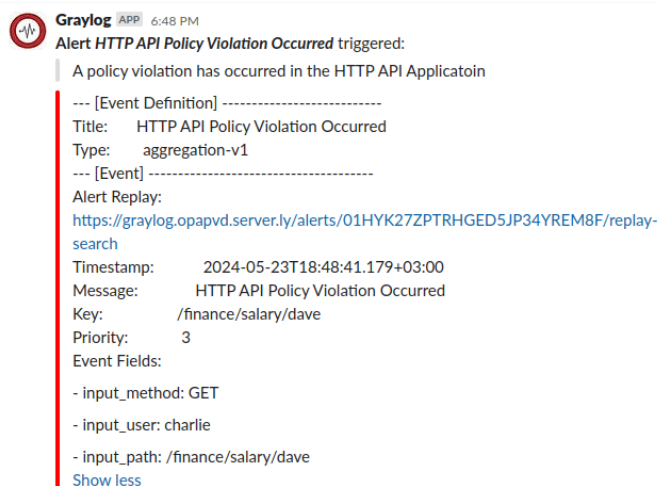 Graylog APP 6:48 PM
Alert HTTP API Policy Violation Occurred triggered:
A policy violation has occurred in the HTTP API Applicatoin
--- [Event Definition] ---------------------------
Title: HTTP API Policy Violation Occurred
Type: aggregation-v1
--- [Event] --------------------------------------
Alert Replay:
https://graylog.opapvd.server.ly/alerts/01HYK27ZPTRHGED5JP34YREM8F/replay-
search
Timestamp: 2024-05-23T18:48:41.179+03:00
Message: HTTP API Policy Violation Occurred
Key: /finance/salary/dave
Priority: 3
Event Fields:
- input_method: GET
- input_user: charlie
- input_path: /finance/salary/dave
Show less